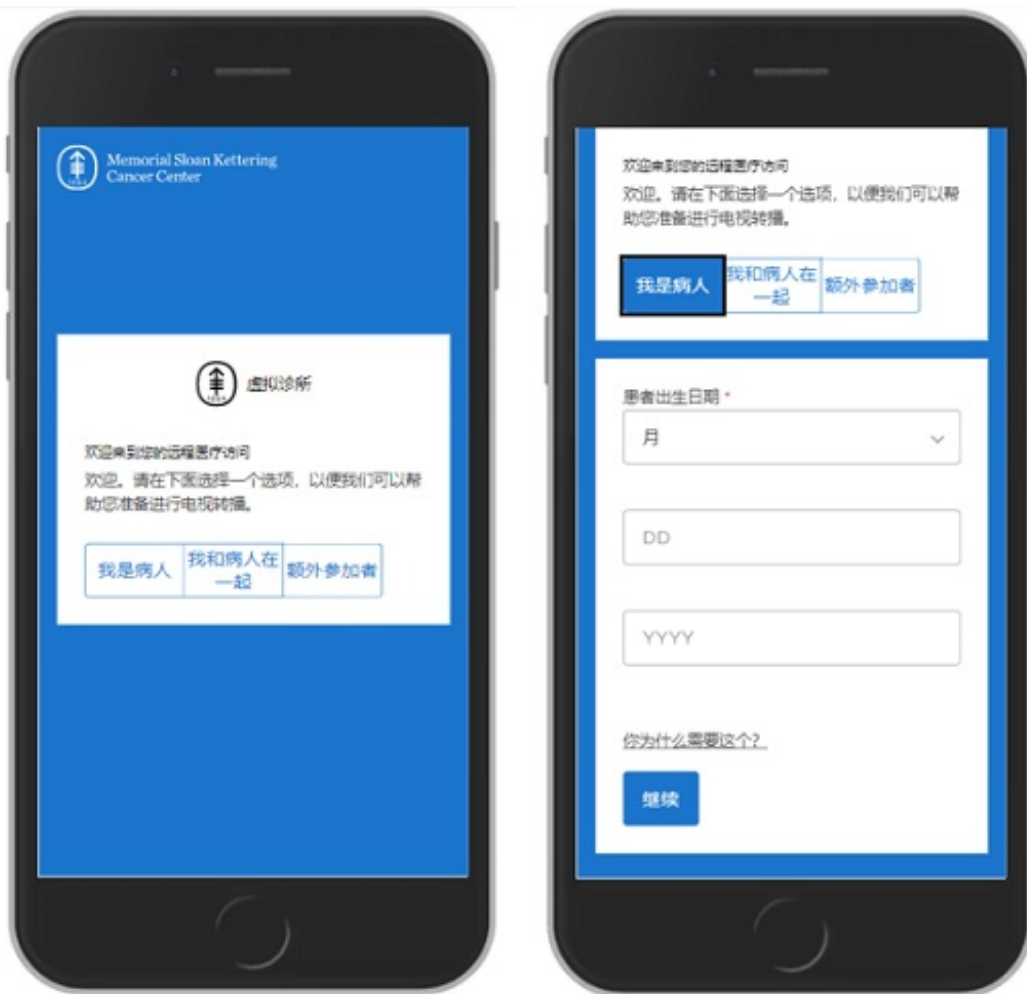 Memorial Sloan Kettering
Cancer Center
虚拟诊所
欢迎来到您的远程医疗访问
欢迎。请在下面选择一个选项，以便我们可以帮
助您准备进行电视转播。
我是病人
我和病人在
一起
额外参加者
欢迎来到您的远程医疗访问
欢迎。请在下面选择一个选项，以便我们可以帮
助您准备进行电视转播。
我是病人
我和病人在
一起
额外参加者
患者出生日期 *
月
DD
YYYY
你为什么需要这个?
继续